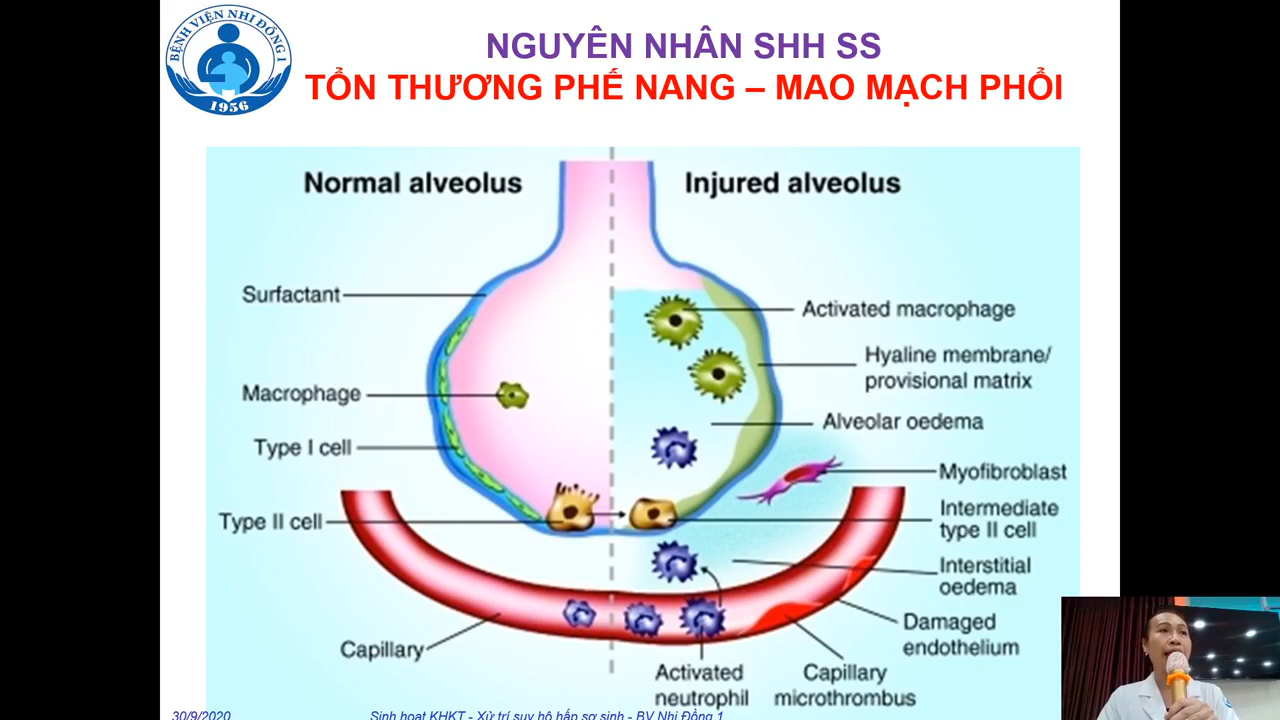 BỆNH VIỆN NHI ĐỒNG 1
1956
NGUYÊN NHÂN SHH SS
TỔN THƯƠNG PHẾ NANG – MAO MẠCH PHỔI
Normal alveolus
Injured alveolus
Surfactant
Macrophage
Type I cell
Type II cell
Capillary
Activated macrophage
Hyaline membrane/
provisional matrix
Alveolar oedema
Myofibroblast
Intermediate
type II cell
Interstitial
oedema
Damaged
endothelium
Activated
neutrophil
Capillary
microthrombus
30/9/2020
Sinh hoạt KHKT - Xử trí suy hô hấp sơ sinh - BV Nhi Đồng 1